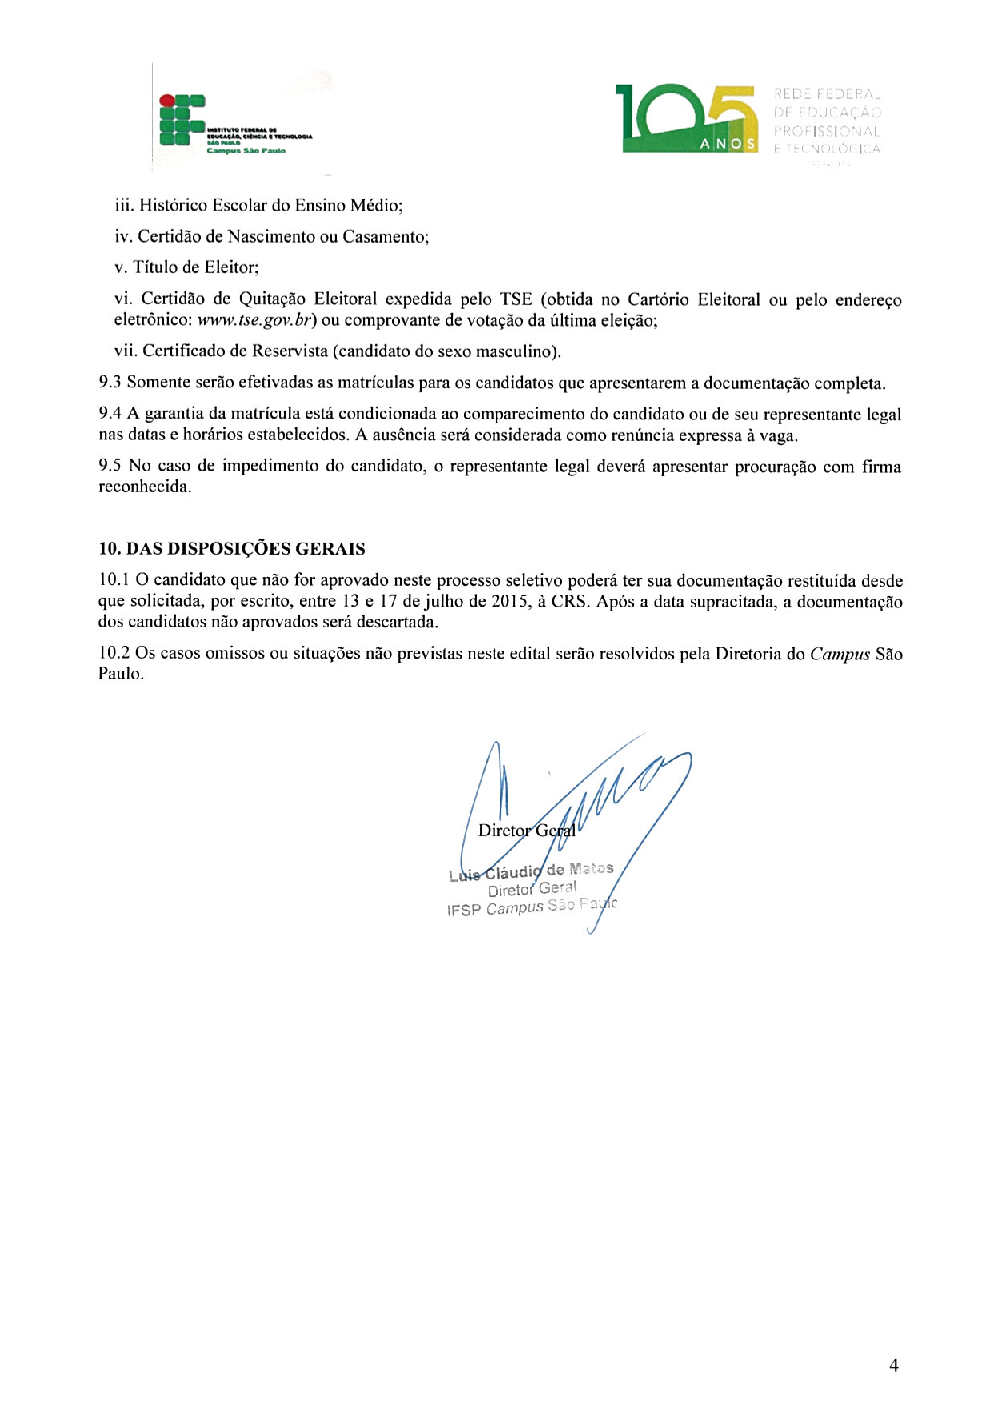 INSTITUTO FEDERAL DE
EDUCAÇÃO, CIÊNCIA E TECNOLOGIA
SÃO PAULO
Campus São Paulo
105
ANOS
REDE FEDERAL
DE EDUCAÇÃO
PROFISSIONAL
E TECNOLÓGICA
iii. Histórico Escolar do Ensino Médio;
iv. Certidão de Nascimento ou Casamento;
v. Título de Eleitor;
vi. Certidão de Quitação Eleitoral expedida pelo TSE (obtida no Cartório Eleitoral ou pelo endereço
eletrônico: www.tse.gov.br) ou comprovante de votação da última eleição;
vii. Certificado de Reservista (candidato do sexo masculino).
9.3 Somente serão efetivadas as matrículas para os candidatos que apresentarem a documentação completa.
9.4 A garantia da matrícula está condicionada ao comparecimento do candidato ou de seu representante legal
nas datas e horários estabelecidos. A ausência será considerada como renúncia expressa à vaga.
9.5 No caso de impedimento do candidato, o representante legal deverá apresentar procuração com firma
reconhecida.
10. DAS DISPOSIÇÕES GERAIS
10.1 O candidato que não for aprovado neste processo seletivo poderá ter sua documentação restituída desde
que solicitada, por escrito, entre 13 e 17 de julho de 2015, à CRS. Após a data supracitada, a documentação
dos candidatos não aprovados será descartada.
10.2 Os casos omissos ou situações não previstas neste edital serão resolvidos pela Diretoria do Campus São
Paulo.
Diretor Geral
Luis Cláudio de Matos
Diretor Geral
IFSP Campus São Paulo
4